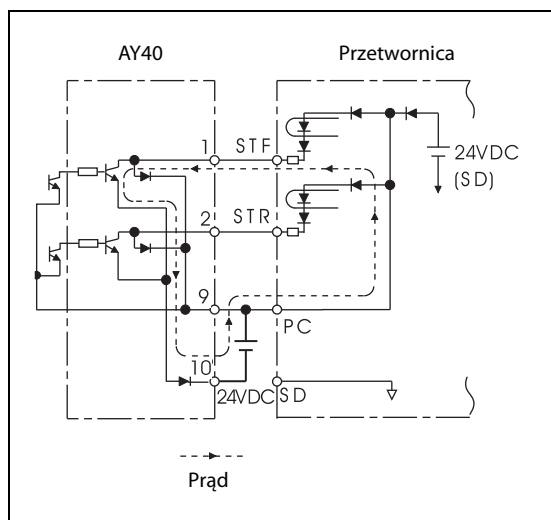 AY40
Przetwornica
1
STF
24VDC
(SD)
2
STR
9
PC
10
24VDC
SD
Prąd